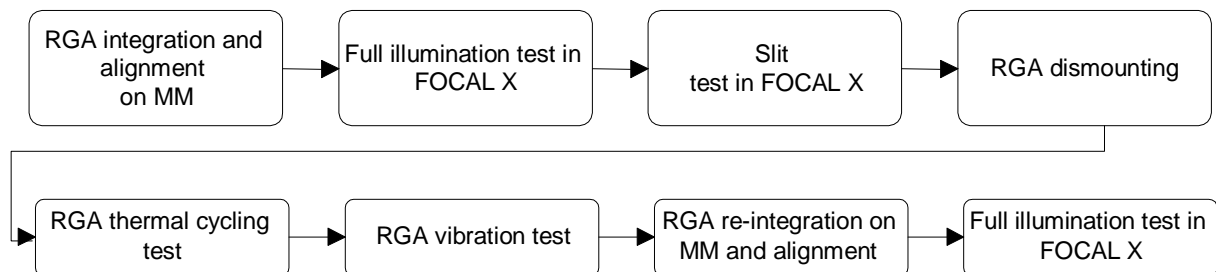 RGA integration and
alignment
on MM
Full illumination test in
FOCAL X
Slit
test in FOCAL X
RGA dismounting
RGA thermal cycling
test
RGA vibration test
RGA re-integration on
MM and alignment
Full illumination test in
FOCAL X